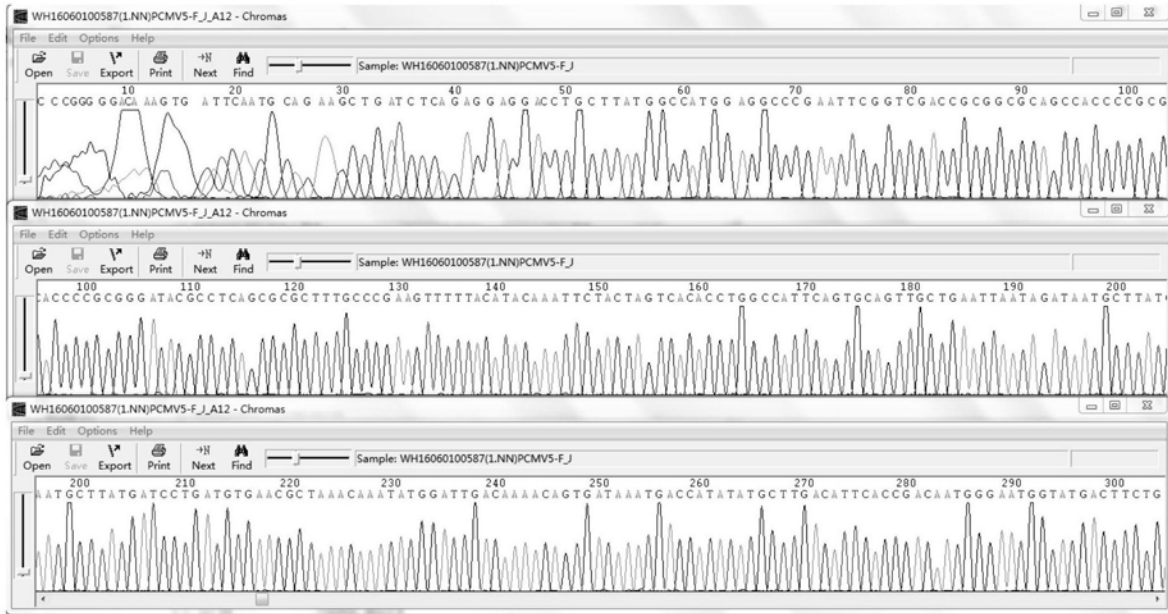 WH16060100587(1.NN)PCMV5-F_J_A12 - Chromas
File Edit Options Help
Open Save Export Print Next Find Sample: WH16060100587(1.NN)PCMV5-F_J
10 20 30 40 50 60 70 80 90 100
C CCGGG GGACA AAGTG ATTCAATG CAG AAGCTGATCTCAGAGGAGGACCTGCTTATGGCCATGGAGGCCCGAATTCGGTCGACCGCGGCGCAGCCACCCCGCG
WH16060100587(1.NN)PCMV5-F_J_A12 - Chromas
File Edit Options Help
Open Save Export Print Next Find Sample: WH16060100587(1.NN)PCMV5-F_J
100 110 120 130 140 150 160 170 180 190 200
ACCCCGCGGGATACGCCTCAGCGCGCTTTGCCCGAAGTTTTTACATACAAATTCTACTAGTCACACCTGGCCATTCAGTGCAGTTGCTGAATTAATAGATAATGCTTAT
WH16060100587(1.NN)PCMV5-F_J_A12 - Chromas
File Edit Options Help
Open Save Export Print Next Find Sample: WH16060100587(1.NN)PCMV5-F_J
200 210 220 230 240 250 260 270 280 290 300
AATGCTTATGATCCTGATGTGAACGCTAAACAAATATGGATTGACAAAACAGTGATAAATGACCATATATGCTTGACATTCACCGACAATGGGAATGGTATGACTTCTG